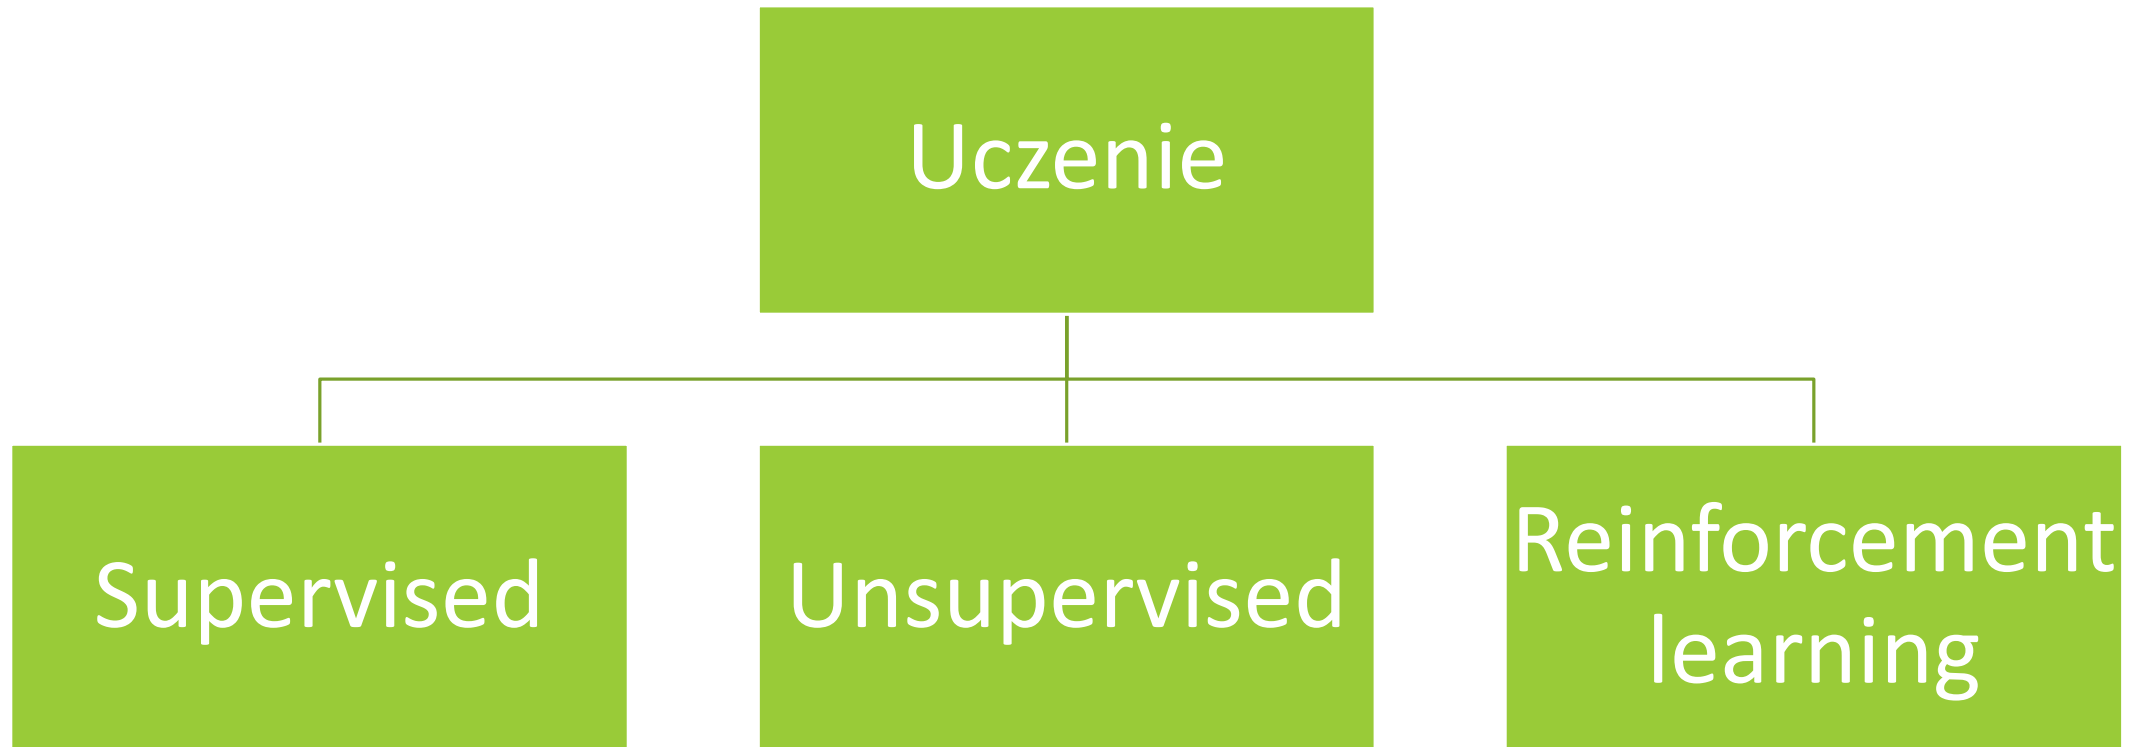 Uczenie
Supervised
Unsupervised
Reinforcement
learning